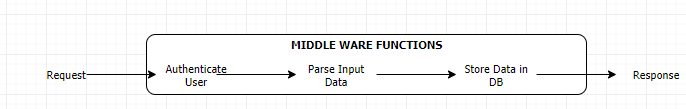 MIDDLE WARE FUNCTIONS
Request
Authenticate
User
Parse Input
Data
Store Data in
DB
Response